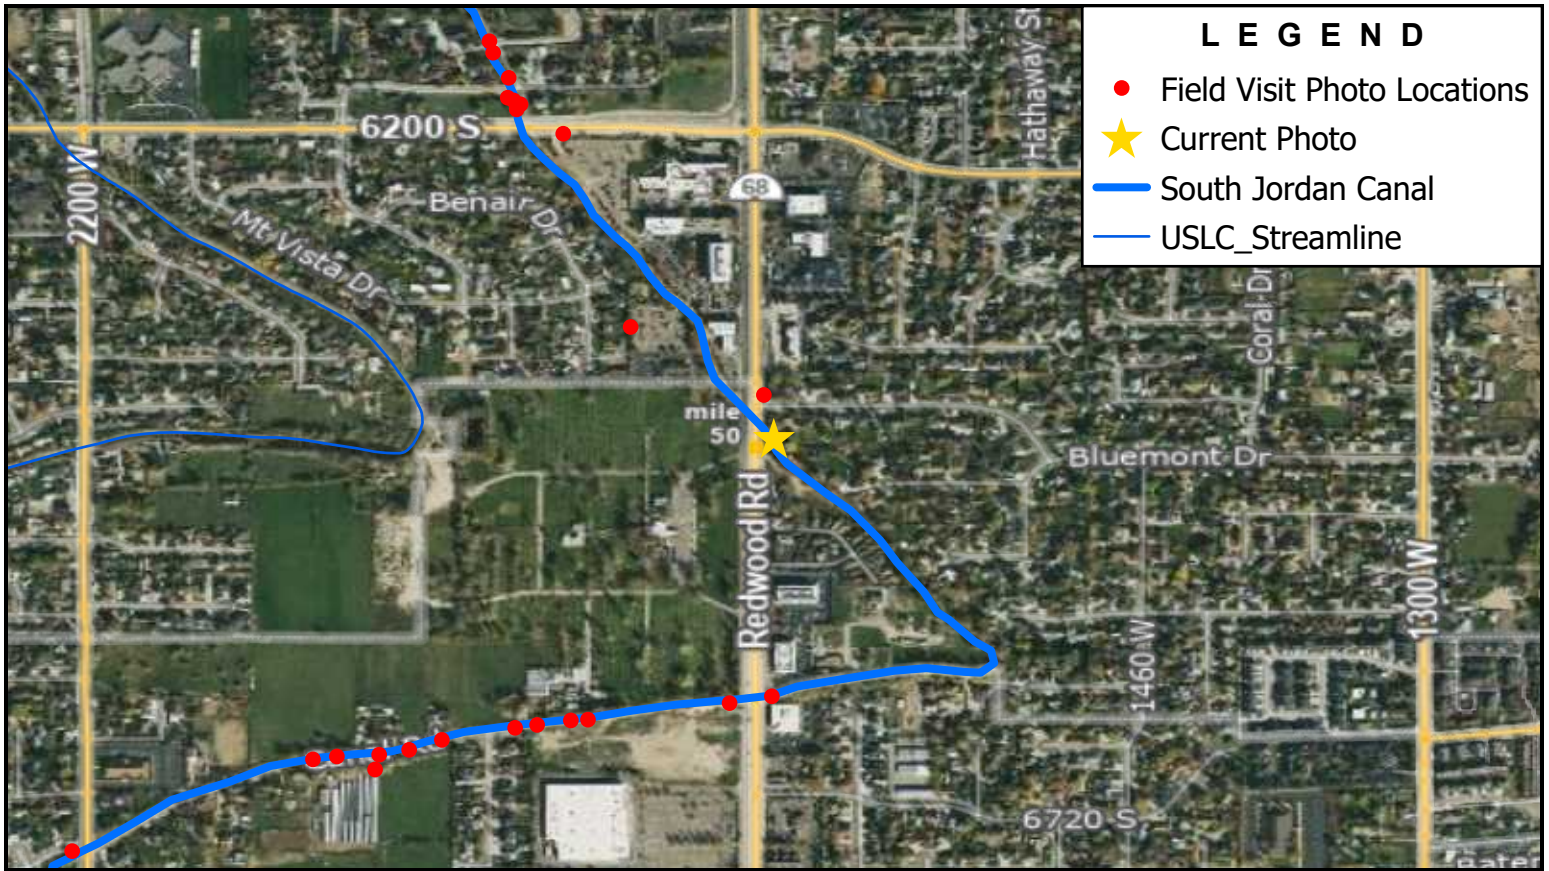 LEGEND
Field Visit Photo Locations
Current Photo
South Jordan Canal
USLC_Streamline
Hathaway St
6200 S
2200 W
68
Benair Dr
Mt Vista Dr
Coral Dr
mile
50
Bluemont Dr
Redwood Rd
1300 W
1460 W
6720 S